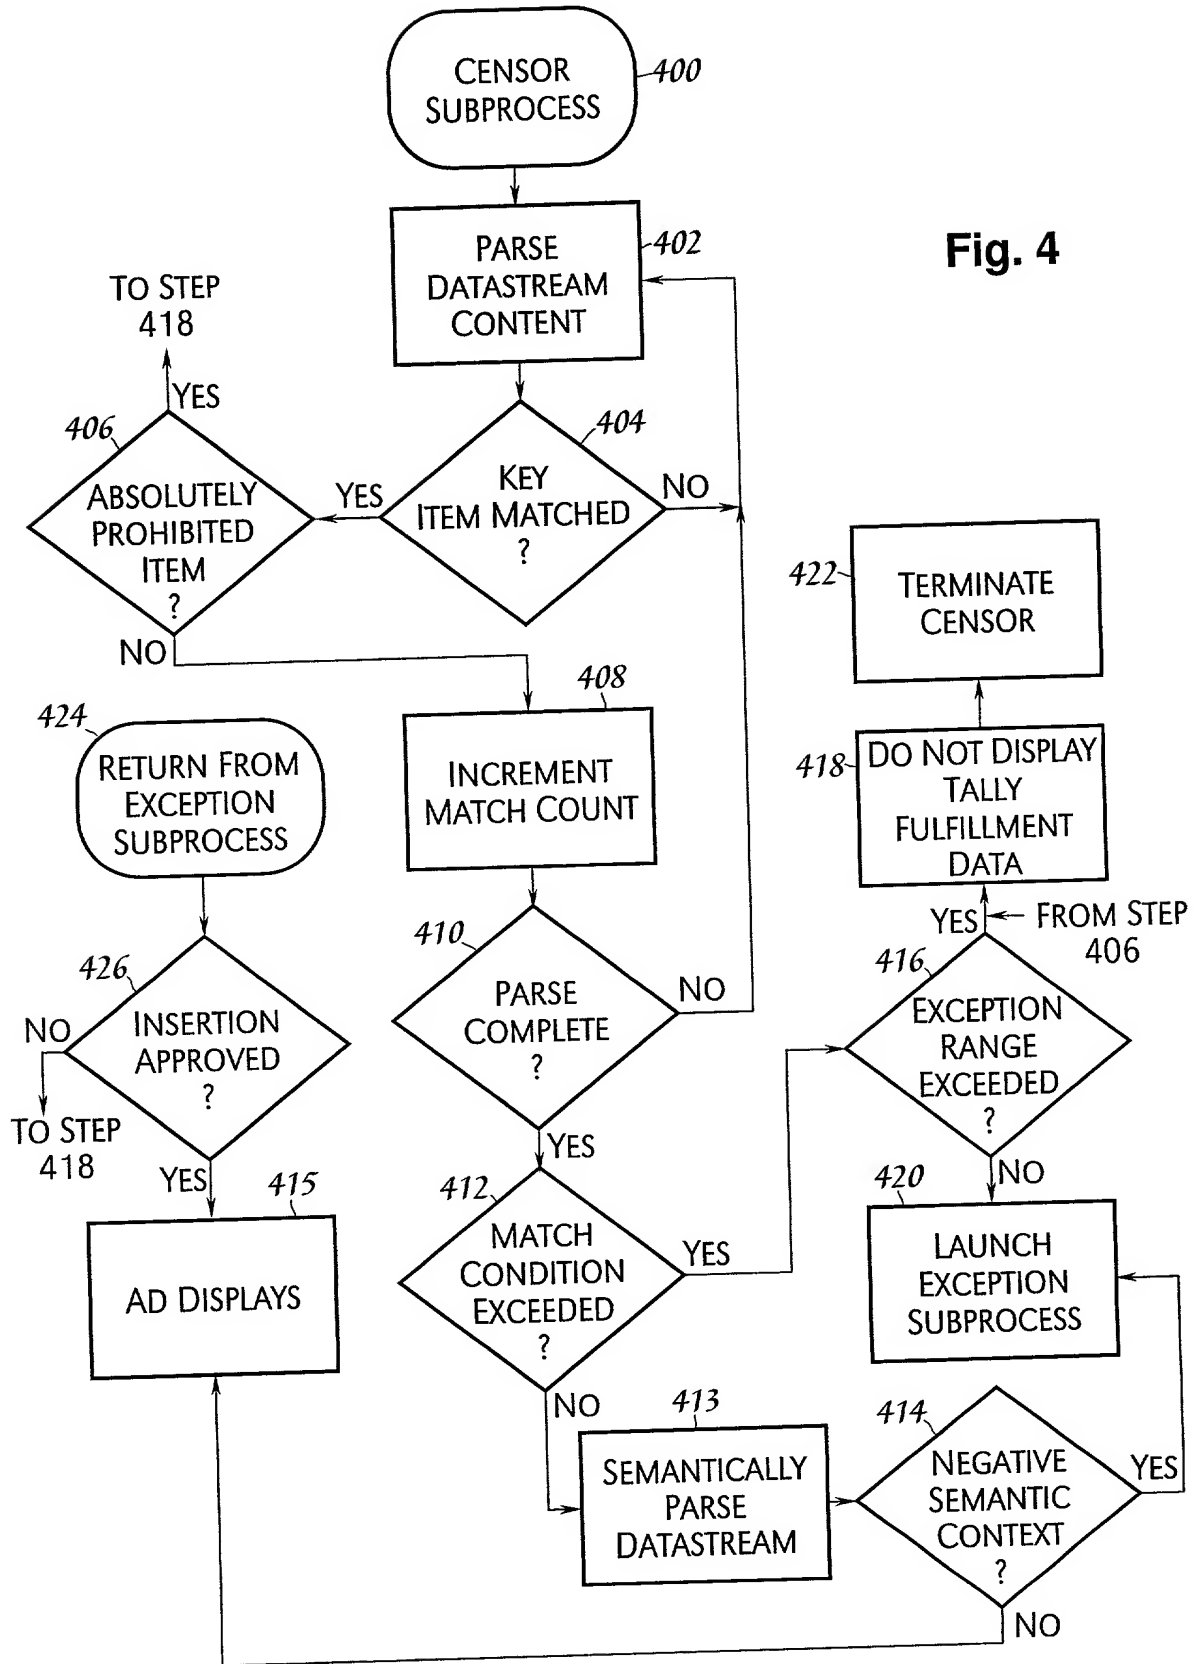 CENSOR
SUBPROCESS
400
PARSE
DATASTREAM
CONTENT
402
Fig. 4
TO STEP
418
YES
406
ABSOLUTELY
PROHIBITED
ITEM
?
YES
404
KEY
ITEM MATCHED
?
NO
NO
422
TERMINATE
CENSOR
424
RETURN FROM
EXCEPTION
SUBPROCESS
408
INCREMENT
MATCH COUNT
418
DO NOT DISPLAY
TALLY
FULFILLMENT
DATA
YES
FROM STEP
406
426
INSERTION
APPROVED
?
NO
TO STEP
418
YES
410
PARSE
COMPLETE
?
NO
YES
416
EXCEPTION
RANGE
EXCEEDED
?
NO
415
AD DISPLAYS
412
MATCH
CONDITION
EXCEEDED
?
YES
NO
420
LAUNCH
EXCEPTION
SUBPROCESS
413
SEMANTICALLY
PARSE
DATASTREAM
414
NEGATIVE
SEMANTIC
CONTEXT
?
YES
NO